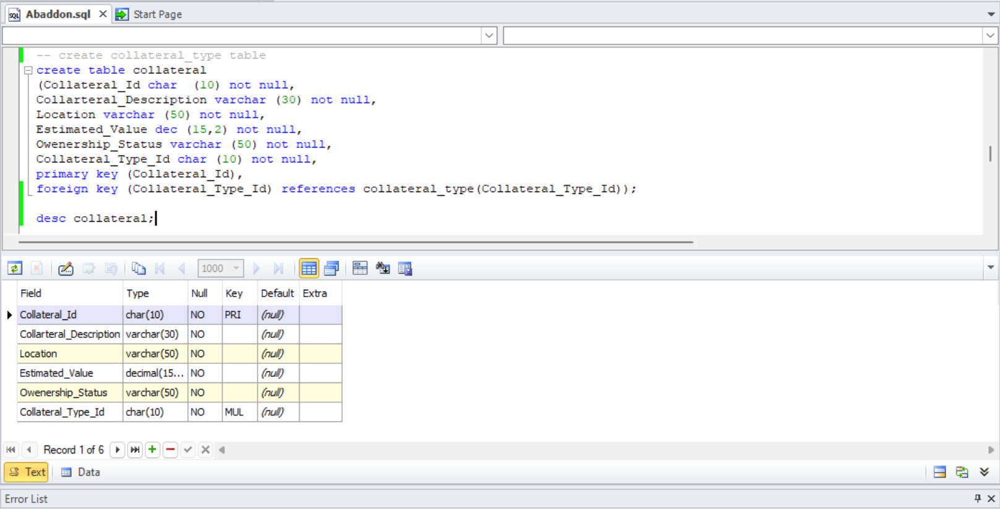 Abaddon.sql
Start Page
-- create collateral_type table
create table collateral
(Collateral_Id char  (10) not null,
Collarteral_Description varchar (30) not null,
Location varchar (50) not null,
Estimated_Value dec (15,2) not null,
Owenership_Status varchar (50) not null,
Collateral_Type_Id char (10) not null,
primary key (Collateral_Id),
foreign key (Collateral_Type_Id) references collateral_type(Collateral_Type_Id));
desc collateral;
1000
Field Type Null Key Default Extra
Collateral_Id char(10) NO PRI (null)
Collarteral_Description varchar(30) NO (null)
Location varchar(50) NO (null)
Estimated_Value decimal(15... NO (null)
Owenership_Status varchar(50) NO (null)
Collateral_Type_Id char(10) NO MUL (null)
Record 1 of 6
Text Data
Error List